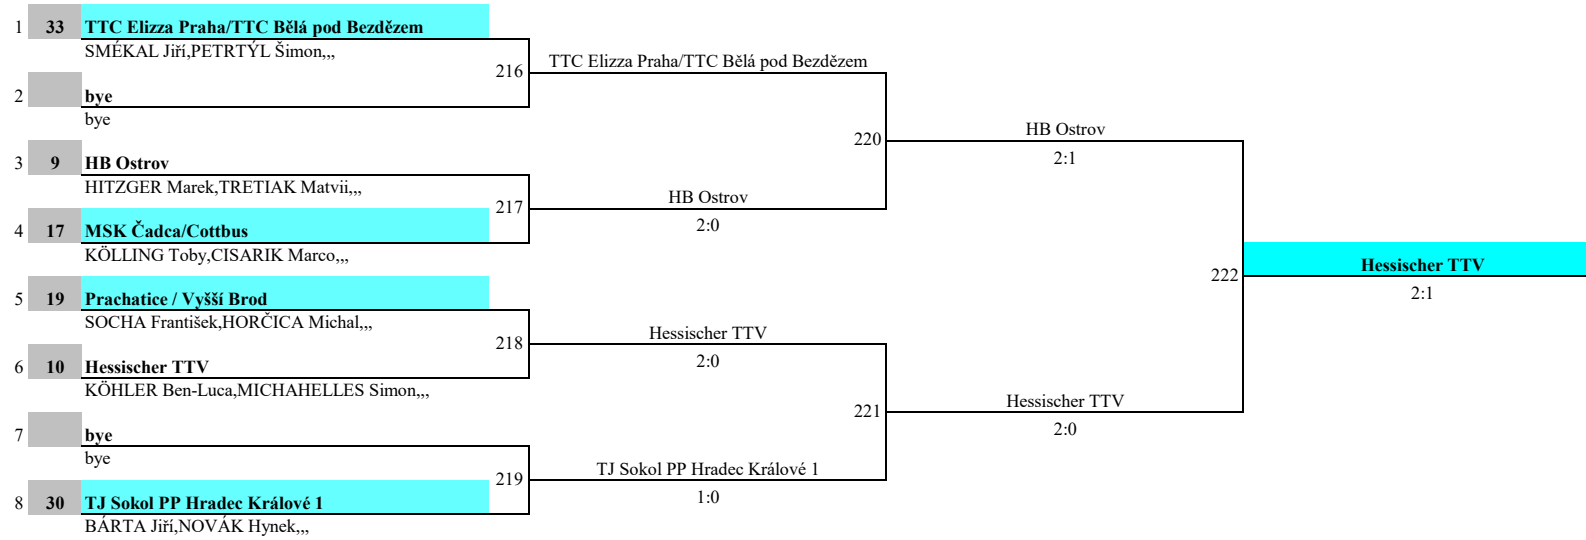 1 33 TTC Elizza Praha/TTC Bělá pod Bezdězem
SMÉKAL Jiří,PETRTÝL Šimon,,,
216 TTC Elizza Praha/TTC Bělá pod Bezdězem
2 bye
bye
220 HB Ostrov
2:1
3 9 HB Ostrov
HITZGER Marek,TRETIAK Matvii,,,
217 HB Ostrov
2:0
4 17 MSK Čadca/Cottbus
KÖLLING Toby,CISARIK Marco,,,
222 Hessischer TTV
2:1
5 19 Prachatice / Vyšší Brod
SOCHA František,HORČICA Michal,,,
218 Hessischer TTV
2:0
6 10 Hessischer TTV
KÖHLER Ben-Luca,MICHAHELLES Simon,,,
221 Hessischer TTV
2:0
7 bye
bye
219 TJ Sokol PP Hradec Králové 1
1:0
8 30 TJ Sokol PP Hradec Králové 1
BÁRTA Jiří,NOVÁK Hynek,,,